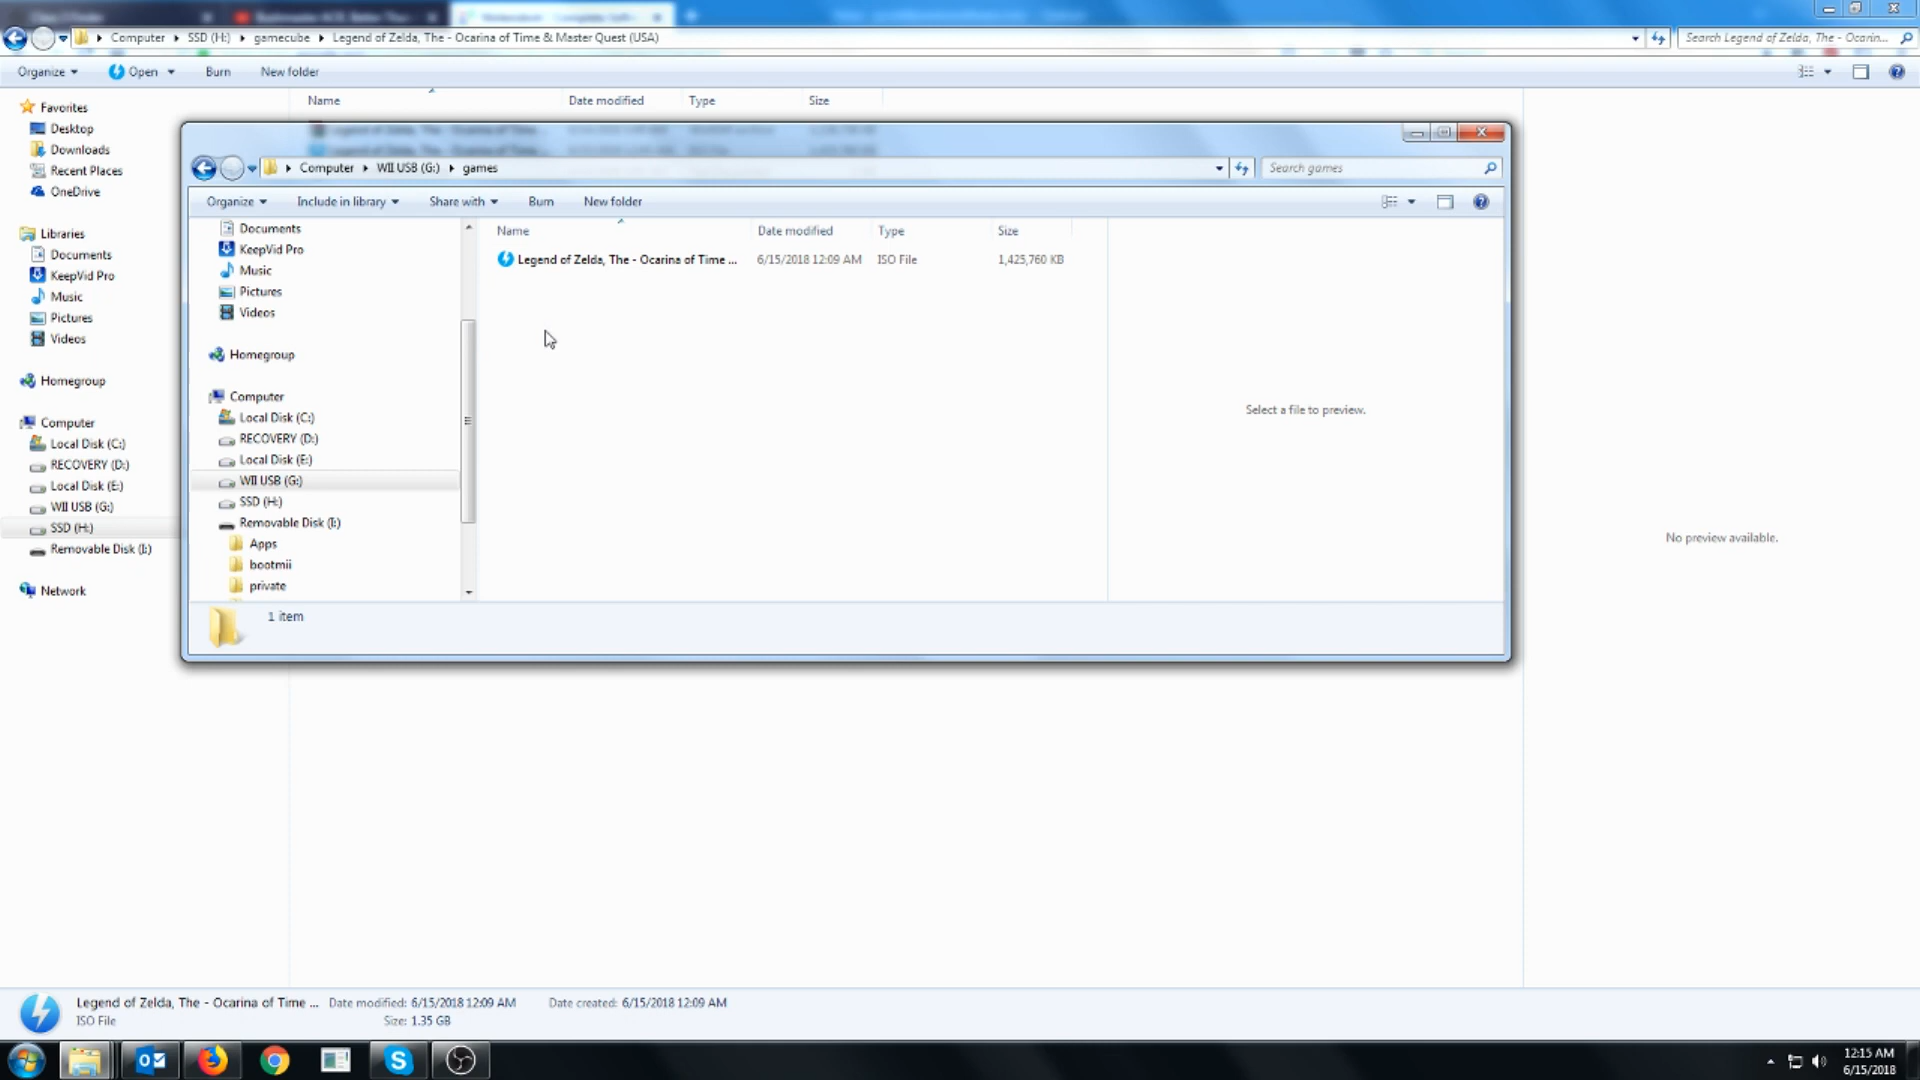 Computer SSD (H:) gamecube Legend of Zelda, The - Ocarina of Time & Master Quest (USA)
Search Legend of Zelda, The - Ocarin...
Organize Open Burn New folder
Name Date modified Type Size
Favorites
Desktop
Downloads
Recent Places
OneDrive
Libraries
Documents
KeepVid Pro
Music
Pictures
Videos
Homegroup
Computer
Local Disk (C:)
RECOVERY (D:)
Local Disk (E:)
WII USB (G:)
SSD (H:)
Removable Disk (I:)
Network
Computer WII USB (G:) games
Search games
Organize Include in library Share with Burn New folder
Documents
KeepVid Pro
Music
Pictures
Videos
Homegroup
Computer
Local Disk (C:)
RECOVERY (D:)
Local Disk (E:)
WII USB (G:)
SSD (H:)
Removable Disk (I:)
Apps
bootmii
private
Name Date modified Type Size
Legend of Zelda, The - Ocarina of Time ... 6/15/2018 12:09 AM ISO File 1,425,760 KB
Select a file to preview.
1 item
No preview available.
Legend of Zelda, The - Ocarina of Time ... Date modified: 6/15/2018 12:09 AM Date created: 6/15/2018 12:09 AM
ISO File Size: 1.35 GB
12:15 AM
6/15/2018